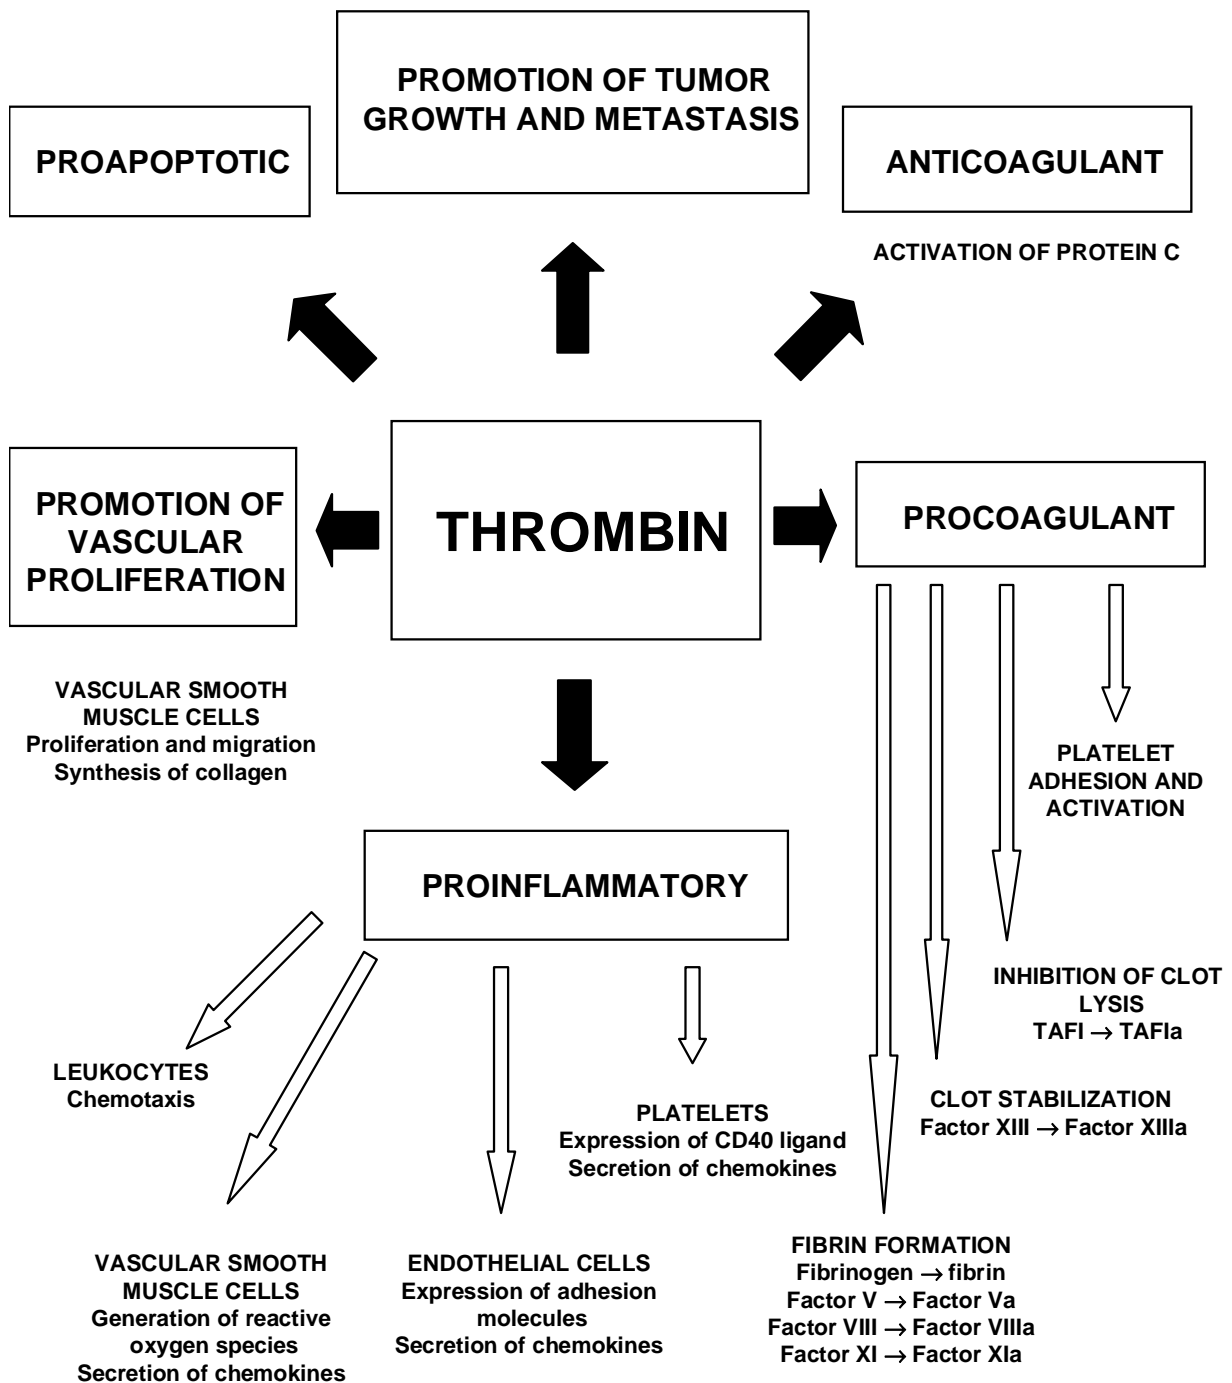 PROMOTION OF TUMOR
GROWTH AND METASTASIS
PROAPOPTOTIC
ANTICOAGULANT
ACTIVATION OF PROTEIN C
PROMOTION OF
VASCULAR
PROLIFERATION
THROMBIN
PROCOAGULANT
VASCULAR SMOOTH
MUSCLE CELLS
Proliferation and migration
Synthesis of collagen
PLATELET
ADHESION AND
ACTIVATION
PROINFLAMMATORY
INHIBITION OF CLOT
LYSIS
TAFI → TAFIa
LEUKOCYTES
Chemotaxis
CLOT STABILIZATION
Factor XIII → Factor XIIIa
PLATELETS
Expression of CD40 ligand
Secretion of chemokines
VASCULAR SMOOTH
MUSCLE CELLS
Generation of reactive
oxygen species
Secretion of chemokines
ENDOTHELIAL CELLS
Expression of adhesion
molecules
Secretion of chemokines
FIBRIN FORMATION
Fibrinogen → fibrin
Factor V → Factor Va
Factor VIII → Factor VIIIa
Factor XI → Factor XIa